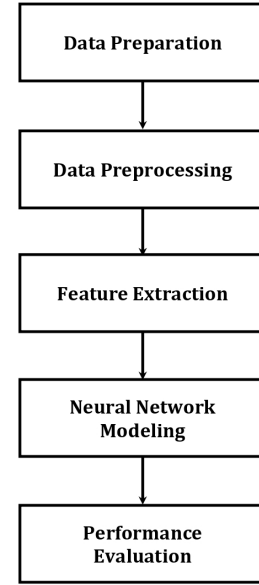 Data Preparation
Data Preprocessing
Feature Extraction
Neural Network
Modeling
Performance
Evaluation